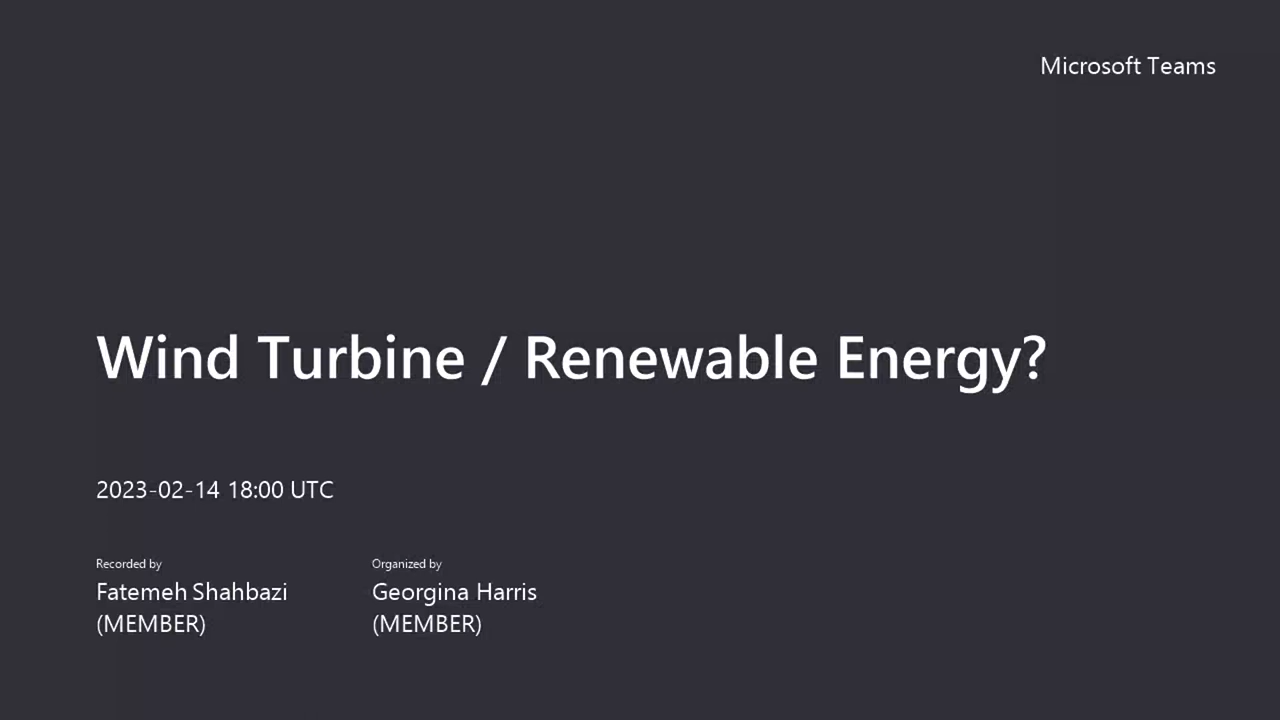 Microsoft Teams
Wind Turbine / Renewable Energy?
2023-02-14 18:00 UTC
Recorded by
Fatemeh Shahbazi
(MEMBER)
Organized by
Georgina Harris
(MEMBER)